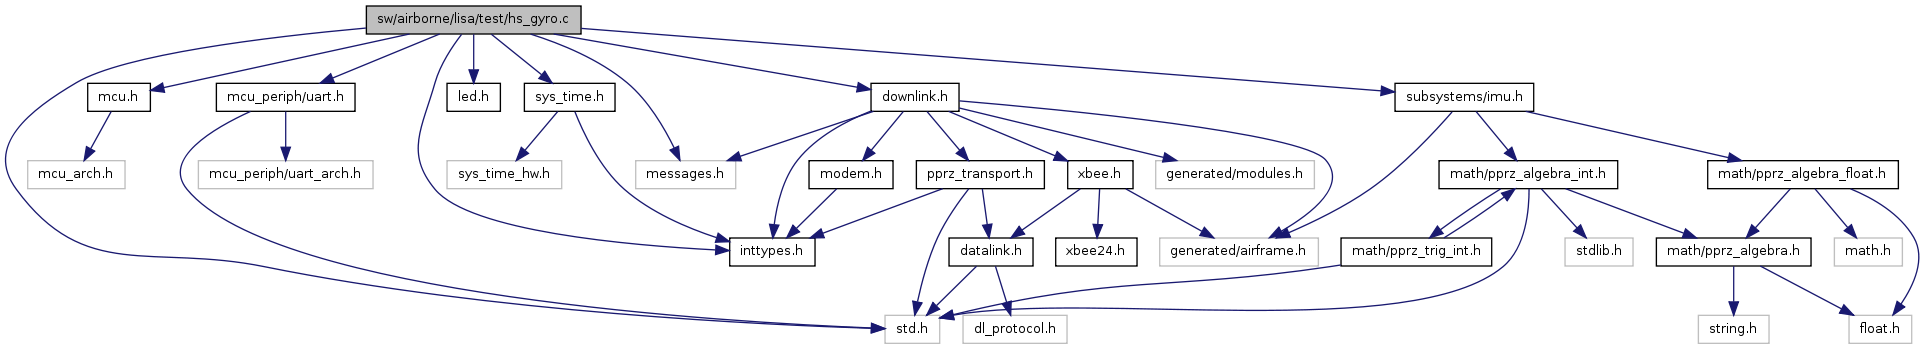 sw/airborne/lisa/test/hs_gyro.c
mcu.h
mcu_periph/uart.h
led.h
sys_time.h
downlink.h
subsystems/imu.h
mcu_arch.h
mcu_periph/uart_arch.h
sys_time_hw.h
messages.h
modem.h
pprz_transport.h
xbee.h
generated/modules.h
math/pprz_algebra_int.h
math/pprz_algebra_float.h
inttypes.h
datalink.h
xbee24.h
generated/airframe.h
math/pprz_trig_int.h
stdlib.h
math/pprz_algebra.h
math.h
std.h
dl_protocol.h
string.h
float.h